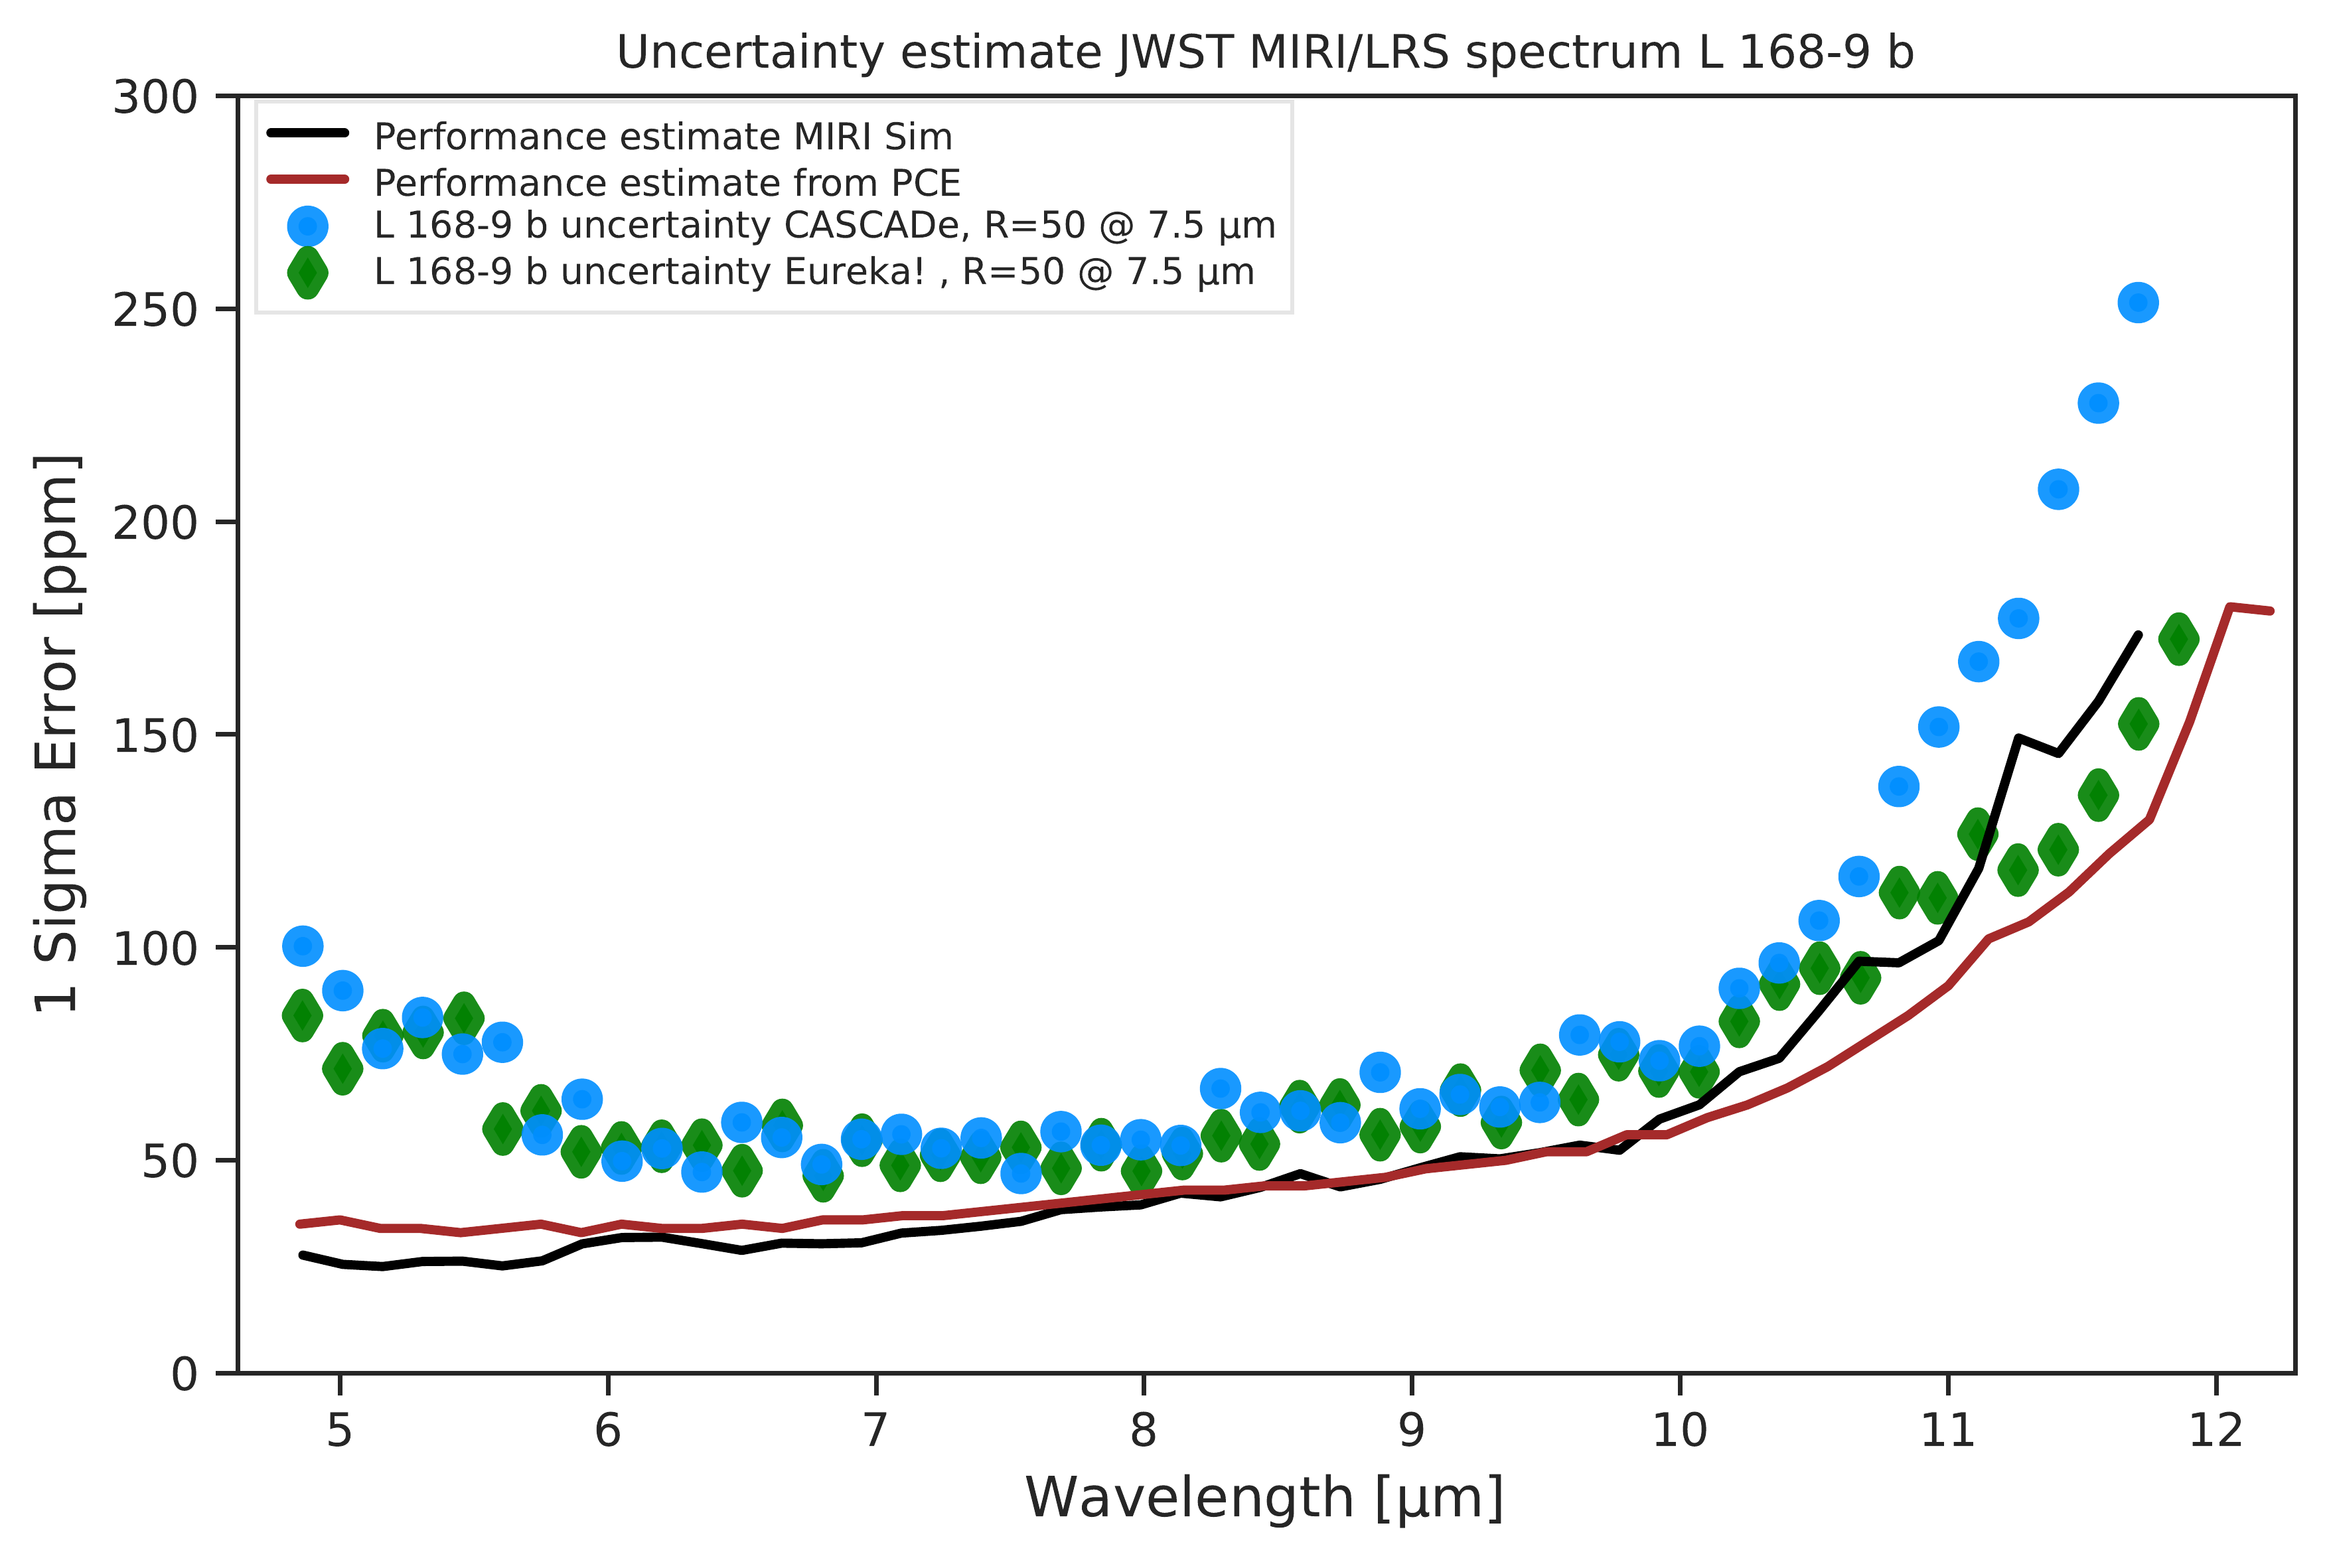 Uncertainty estimate JWST MIRI/LRS spectrum L 168-9 b
Performance estimate MIRI Sim
Performance estimate from PCE
L 168-9 b uncertainty CASCADe, R=50 @ 7.5 μm
L 168-9 b uncertainty Eureka! , R=50 @ 7.5 μm
1 Sigma Error [ppm]
300
250
200
150
100
50
0
5 6 7 8 9 10 11 12
Wavelength [μm]